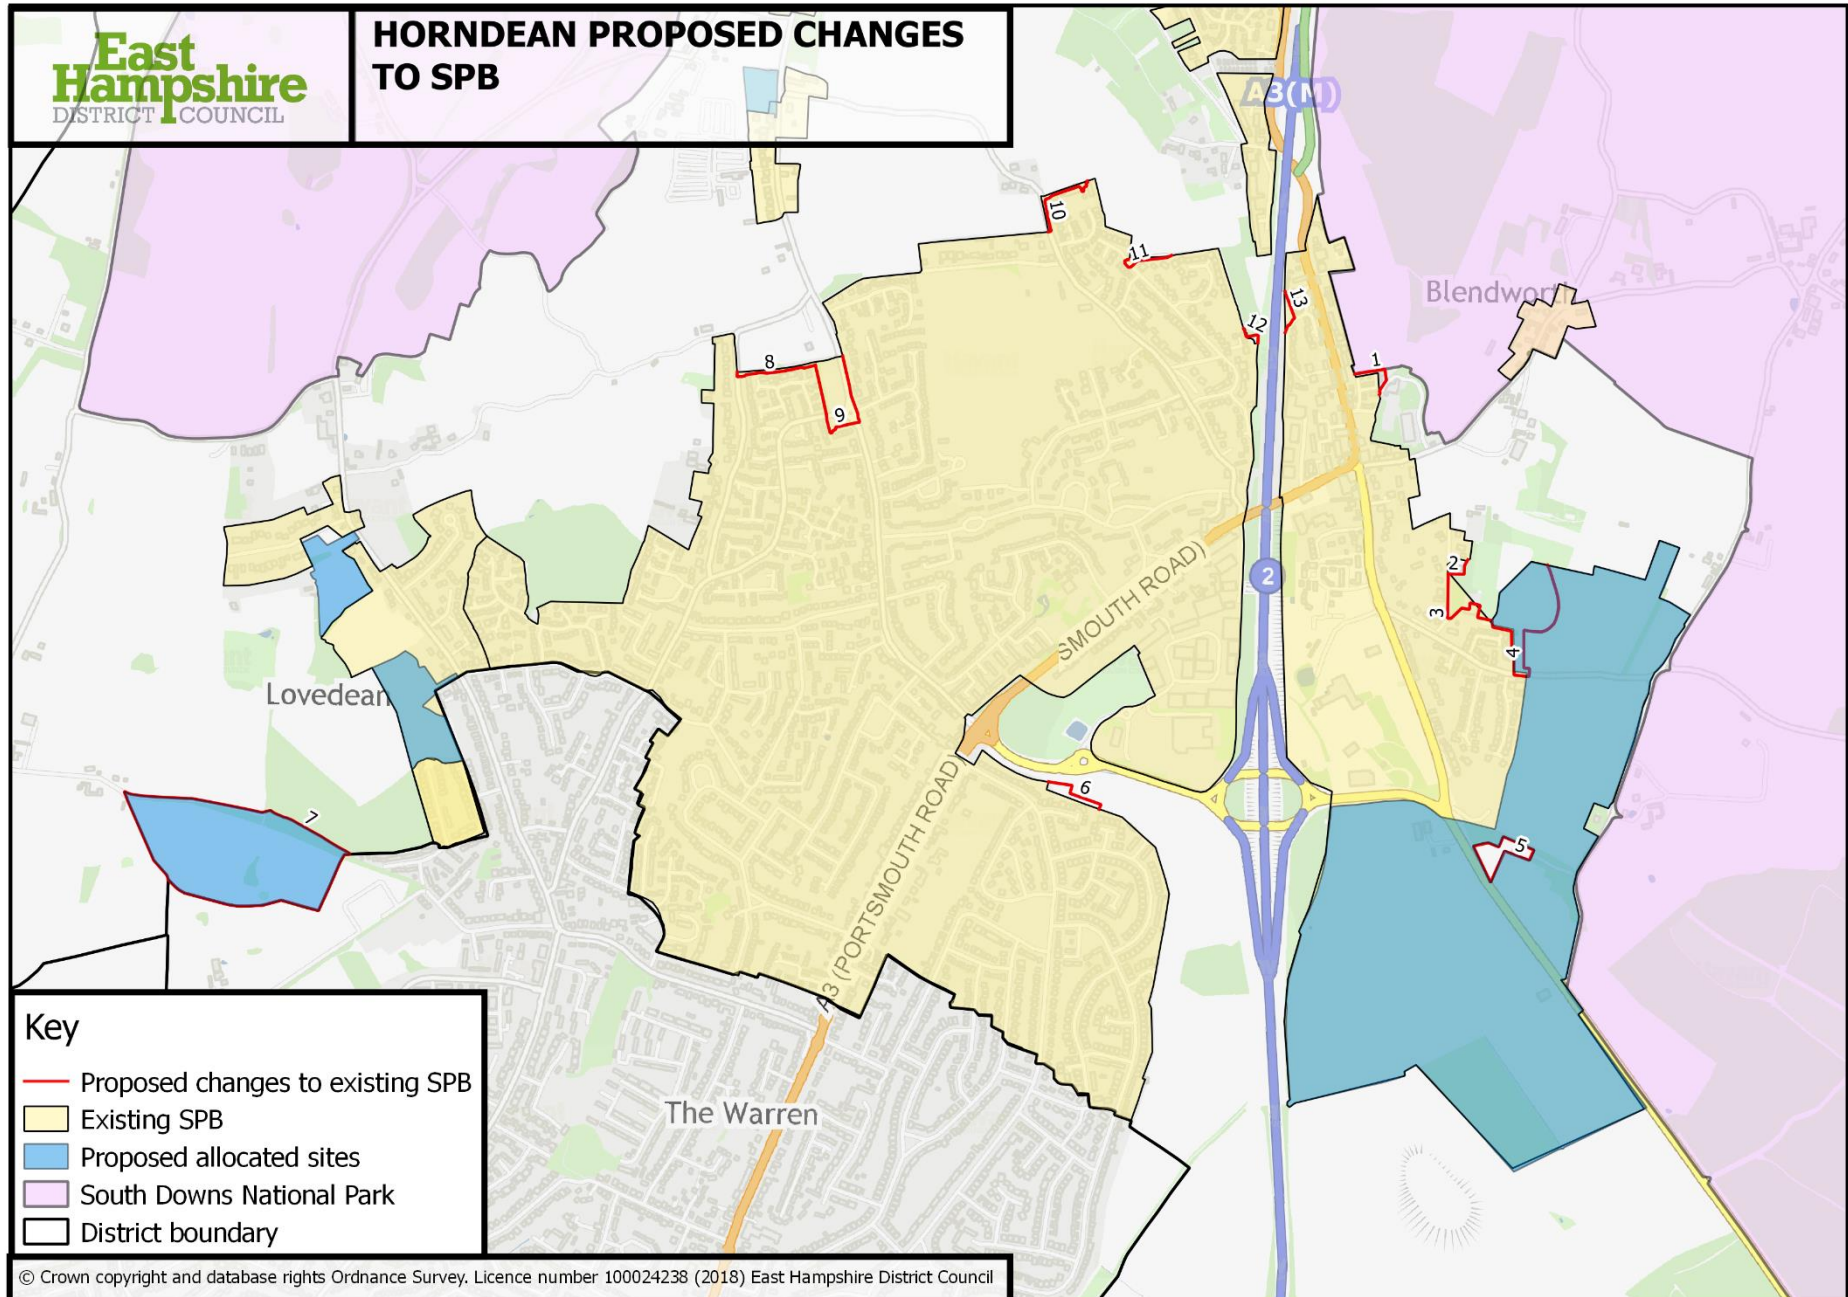 East
Hampshire
DISTRICT COUNCIL
HORNDEAN PROPOSED CHANGES
TO SPB
A3(M)
10
11
Blendworth
13
12
1
8
9
2
2
3
4
SMOUTH ROAD)
Lovedean
6
7
5
A3 (PORTSMOUTH ROAD)
The Warren
Key
Proposed changes to existing SPB
Existing SPB
Proposed allocated sites
South Downs National Park
District boundary
© Crown copyright and database rights Ordnance Survey. Licence number 100024238 (2018) East Hampshire District Council